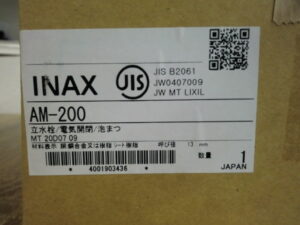 JIS B2061
JW0407009
JW MT LIXIL
INAX
JIS
AM-200
立水栓/電気開閉/泡まつ
MT 20D07 09
材料表示 銅合金又は樹脂 シート樹脂 呼び径 13 mm
数量 1
* 4001903436 *
JAPAN